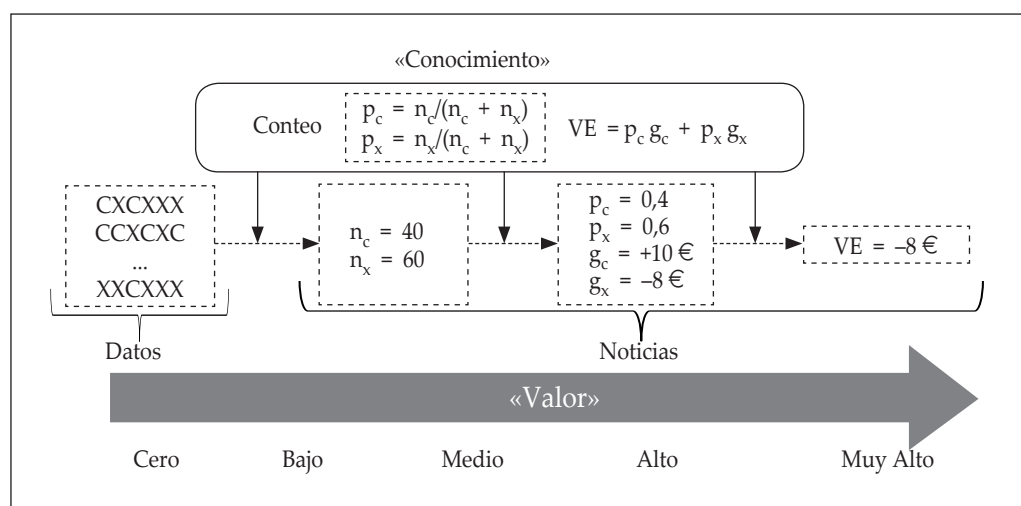 «Conocimiento»
Conteo
p_c = n_c/(n_c + n_x)
p_x = n_x/(n_c + n_x)
VE = p_c g_c + p_x g_x
CXCXXX
CCXCXC
...
XXCXXX
n_c = 40
n_x = 60
p_c = 0,4
p_x = 0,6
g_c = +10 €
g_x = –8 €
VE = –8 €
Datos
Noticias
«Valor»
Cero Bajo Medio Alto Muy Alto